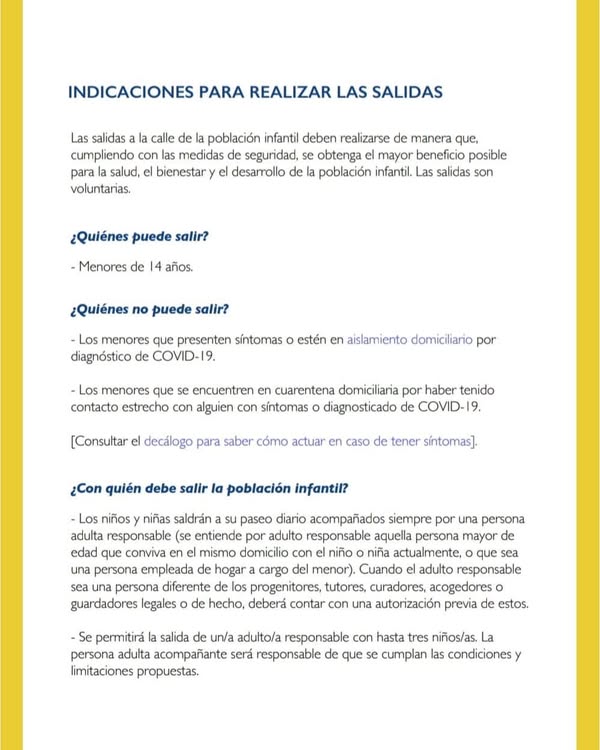 INDICACIONES PARA REALIZAR LAS SALIDAS
Las salidas a la calle de la población infantil deben realizarse de manera que,
cumpliendo con las medidas de seguridad, se obtenga el mayor beneficio posible
para la salud, el bienestar y el desarrollo de la población infantil. Las salidas son
voluntarias.
¿Quiénes puede salir?
- Menores de 14 años.
¿Quiénes no puede salir?
- Los menores que presenten síntomas o estén en aislamiento domiciliario por
diagnóstico de COVID-19.
- Los menores que se encuentren en cuarentena domiciliaria por haber tenido
contacto estrecho con alguien con síntomas o diagnosticado de COVID-19.
[Consultar el decálogo para saber cómo actuar en caso de tener síntomas].
¿Con quién debe salir la población infantil?
- Los niños y niñas saldrán a su paseo diario acompañados siempre por una persona
adulta responsable (se entiende por adulto responsable aquella persona mayor de
edad que conviva en el mismo domicilio con el niño o niña actualmente, o que sea
una persona empleada de hogar a cargo del menor). Cuando el adulto responsable
sea una persona diferente de los progenitores, tutores, curadores, acogedores o
guardadores legales o de hecho, deberá contar con una autorización previa de estos.
- Se permitirá la salida de un/a adulto/a responsable con hasta tres niños/as. La
persona adulta acompañante será responsable de que se cumplan las condiciones y
limitaciones propuestas.